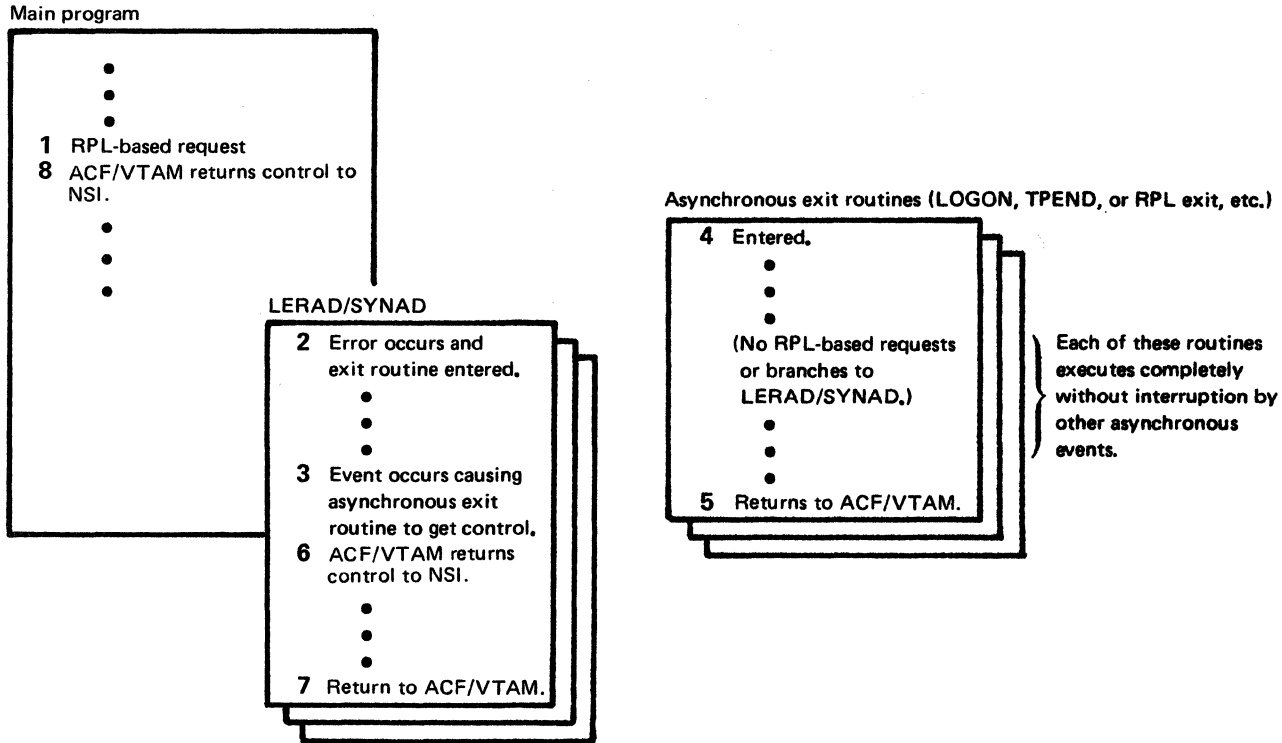 Main program
1 RPL-based request
8 ACF/VTAM returns control to
NSI.
LERAD/SYNAD
2 Error occurs and
exit routine entered.
3 Event occurs causing
asynchronous exit
routine to get control.
6 ACF/VTAM returns
control to NSI.
7 Return to ACF/VTAM.
Asynchronous exit routines (LOGON, TPEND, or RPL exit, etc.)
4 Entered.
(No RPL-based requests
or branches to
LERAD/SYNAD.)
5 Returns to ACF/VTAM.
Each of these routines
executes completely
without interruption by
other asynchronous
events.